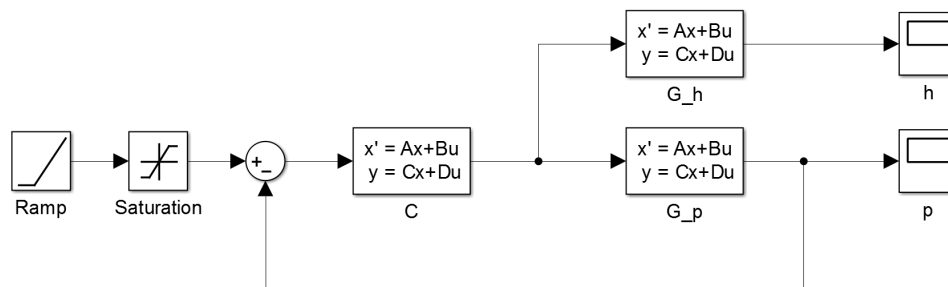 x' = Ax+Bu
y = Cx+Du
G_h
h
+
-
x' = Ax+Bu
y = Cx+Du
x' = Ax+Bu
y = Cx+Du
Ramp
Saturation
C
G_p
p